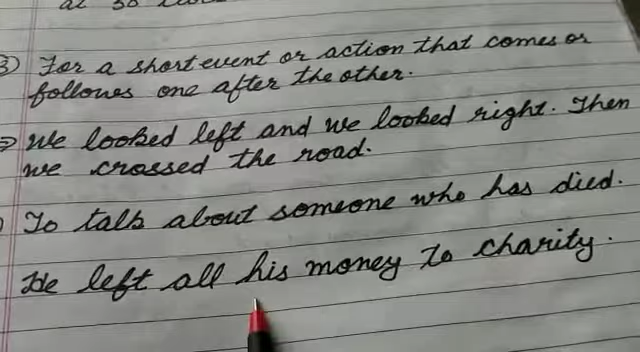 3) For a short event or action that comes or
follows one after the other.
We looked left and we looked right. Then
we crossed the road.
To talk about someone who has died.
He left all his money to charity.